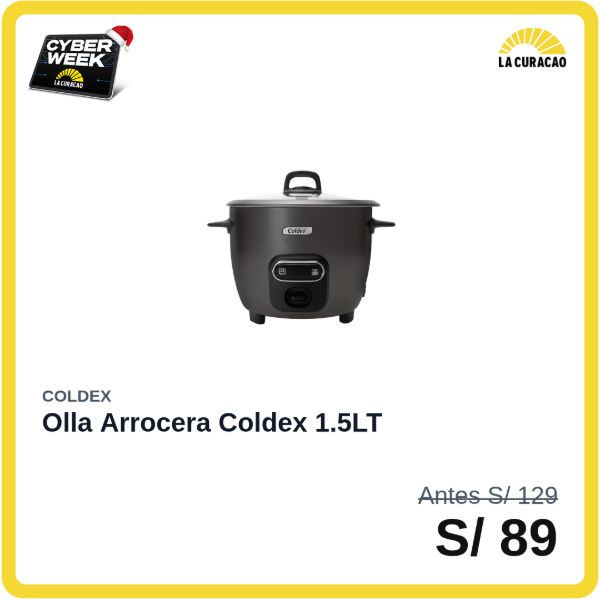 CYBER
WEEK
LA CURACAO
LA CURACAO
Coldex
COLDEX
Olla Arrocera Coldex 1.5LT
Antes S/ 129
S/ 89